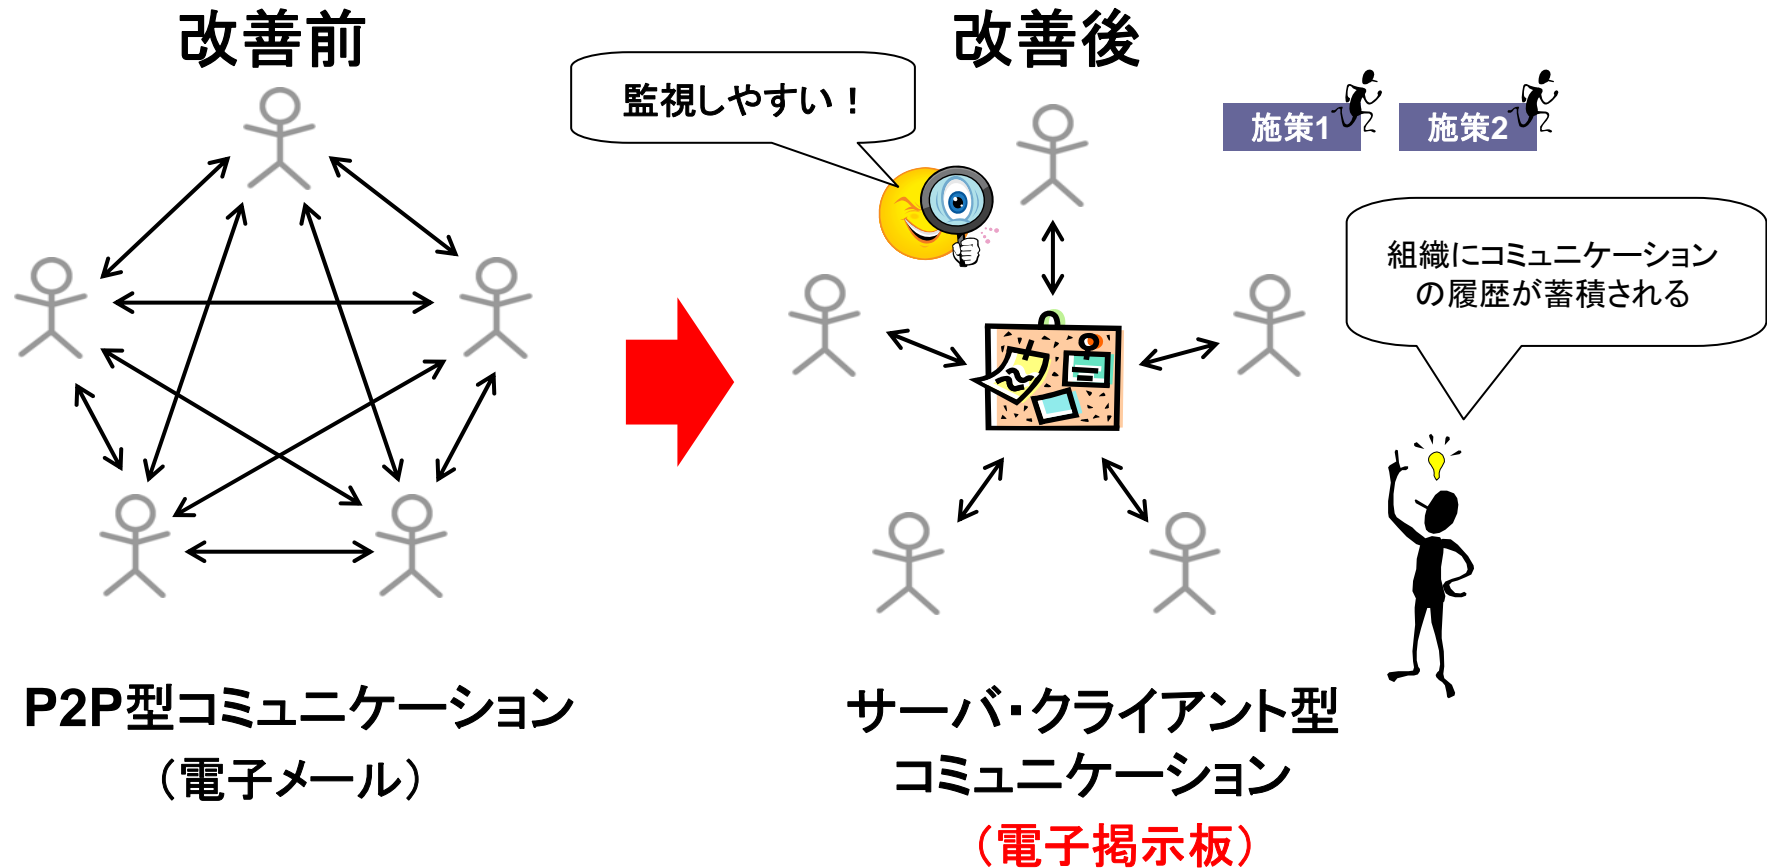 改善前
改善後
監視しやすい！
施策1
施策2
組織にコミュニケーション
の履歴が蓄積される
P2P型コミュニケーション
（電子メール）
サーバ・クライアント型
コミュニケーション
（電子掲示板）